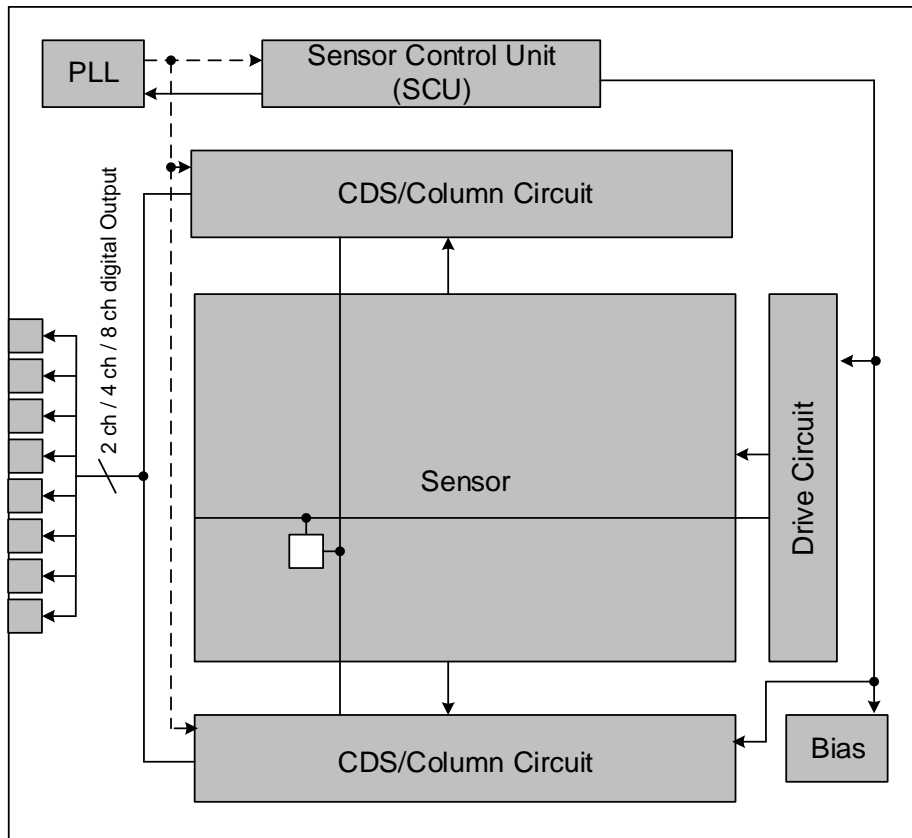 PLL
Sensor Control Unit
(SCU)
CDS/Column Circuit
2 ch / 4 ch / 8 ch digital Output
Sensor
Drive Circuit
CDS/Column Circuit
Bias